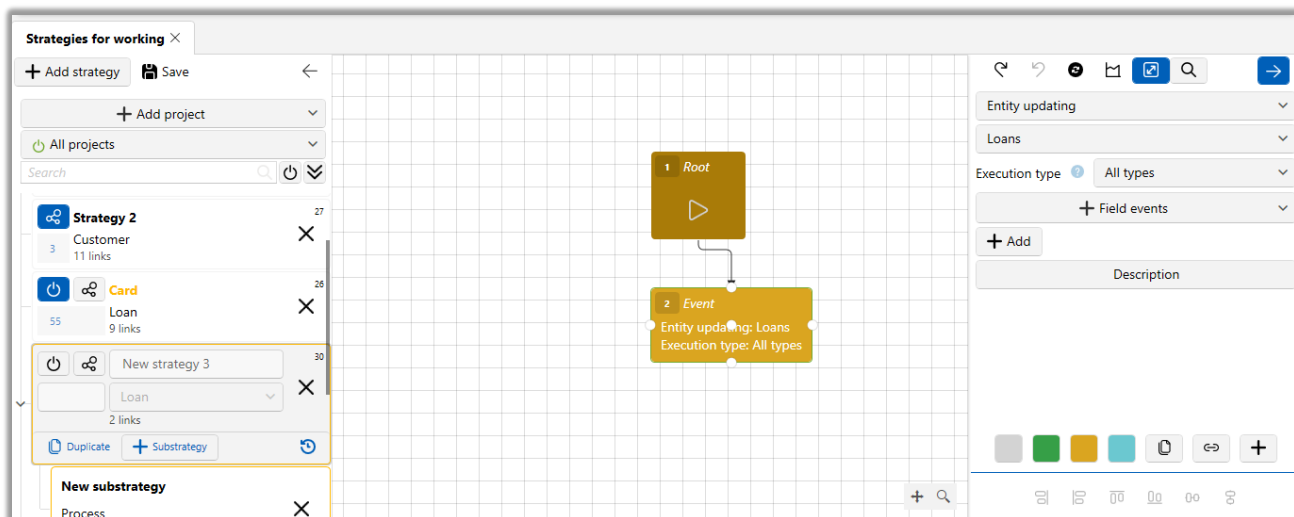 Strategies for working
Add strategy
Save
Add project
All projects
Search
27
Strategy 2
3
Customer
11 links
26
Card
55
Loan
9 links
30
New strategy 3
Loan
2 links
Duplicate
Substrategy
New substrategy
Process
1 Root
2 Event
Entity updating: Loans
Execution type: All types
Entity updating
Loans
Execution type ? All types
Field events
Add
Description